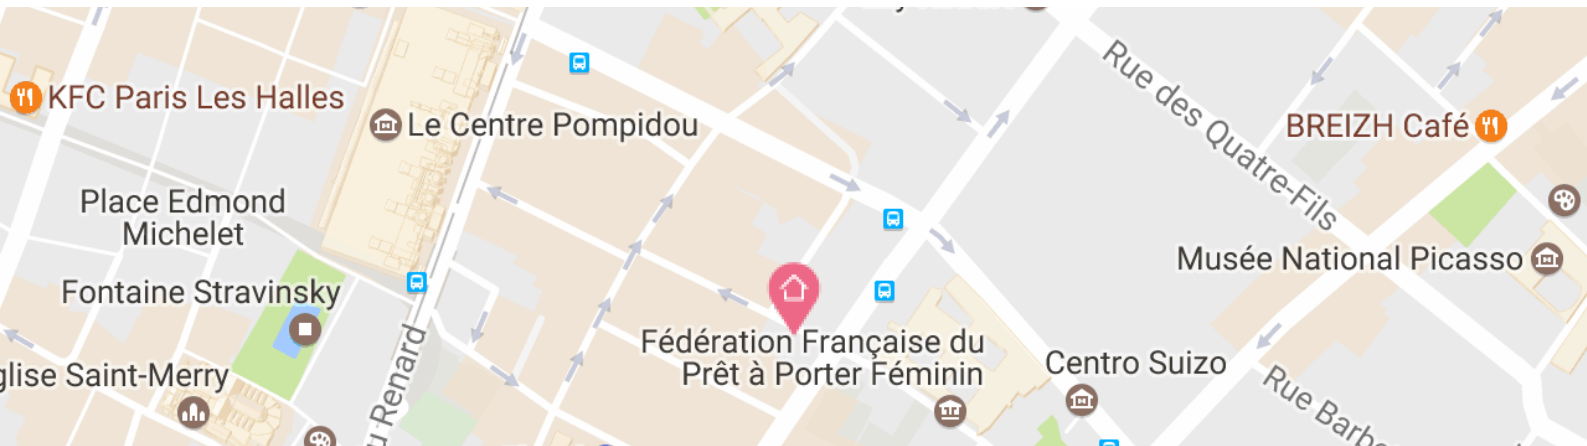 Rue des Quatre-Fils
KFC Paris Les Halles
Le Centre Pompidou
BREIZH Café
Place Edmond
Michelet
Musée National Picasso
Fontaine Stravinsky
Fédération Française du
Prêt à Porter Féminin
Centro Suizo
glise Saint-Merry
u Renard
Rue Barb